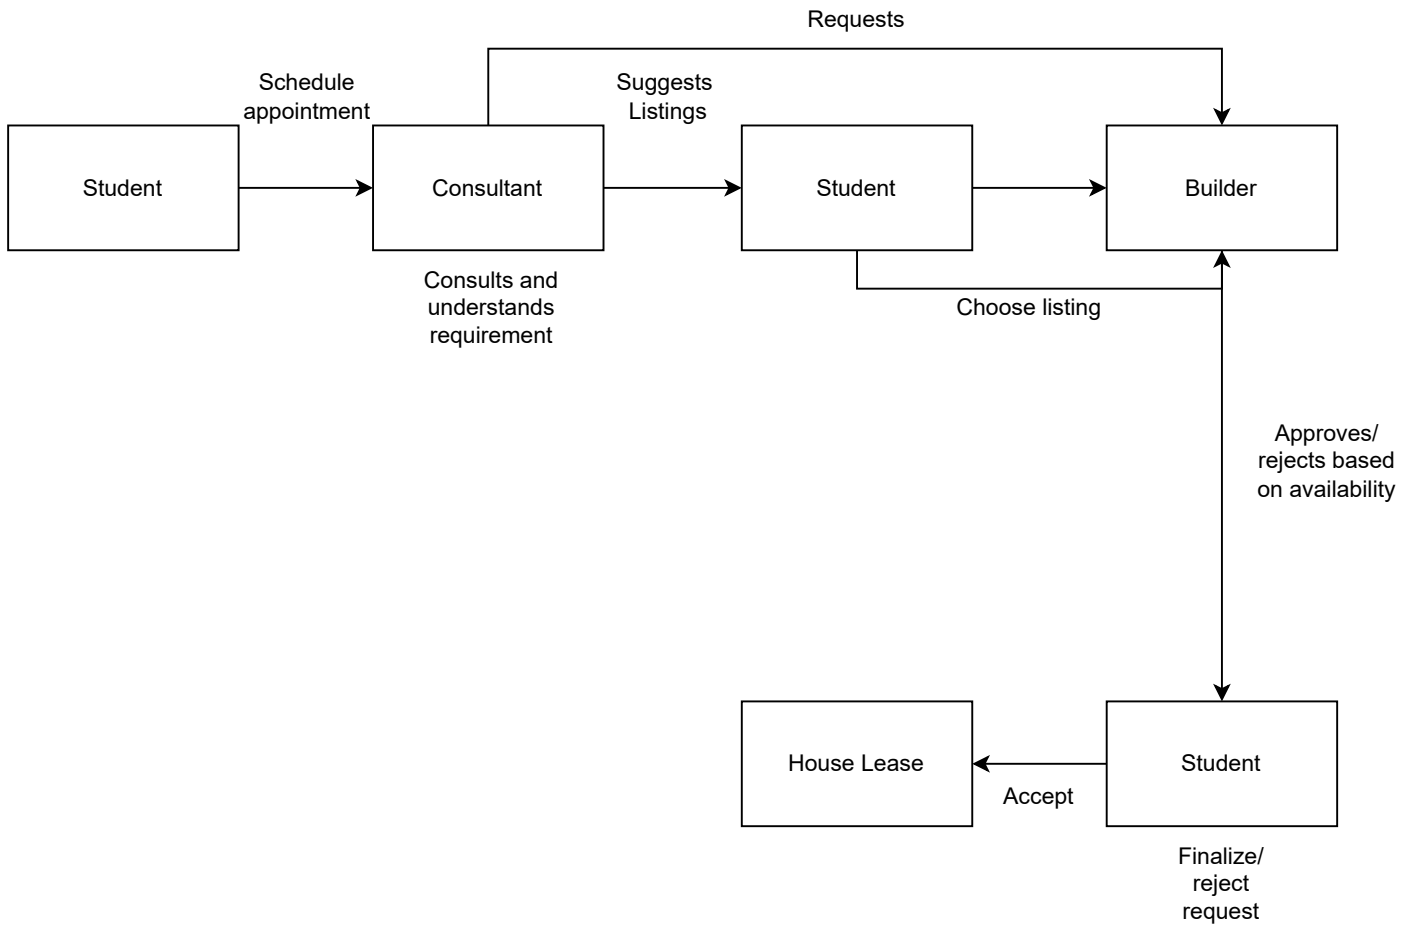 Requests
Schedule
appointment
Suggests
Listings
Student
Consultant
Student
Builder
Consults and
understands
requirement
Choose listing
Approves/
rejects based
on availability
House Lease
Student
Accept
Finalize/
reject
request